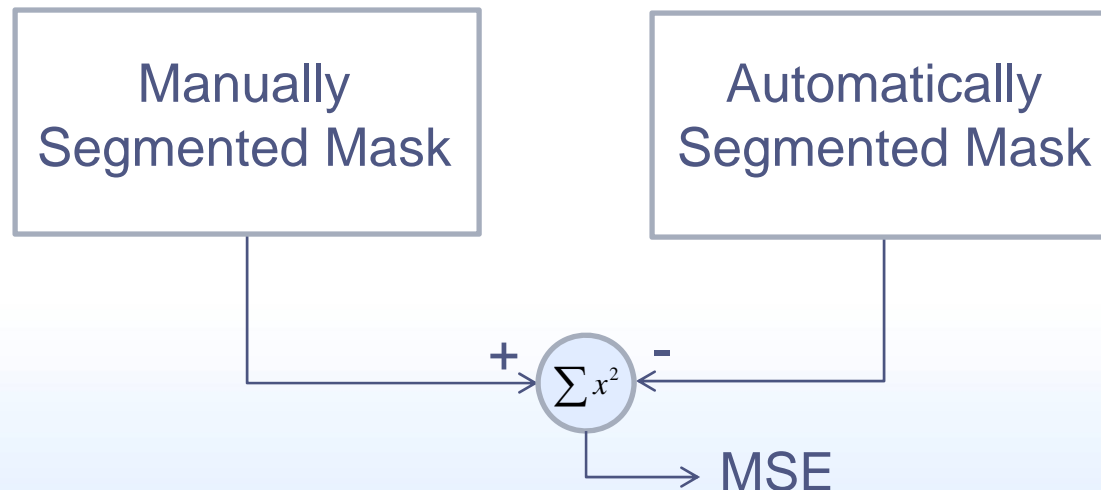 Manually
Segmented Mask
Automatically
Segmented Mask
+
-
∑ x²
MSE